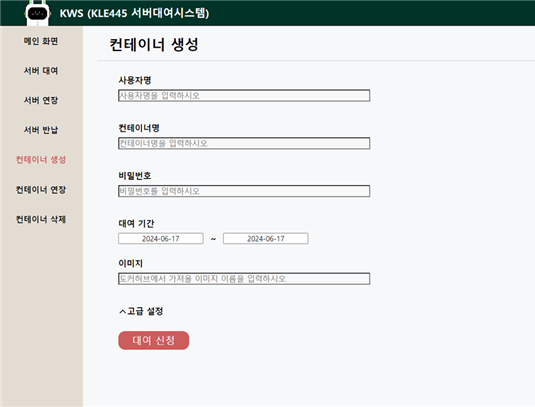 KWS (KLE445 서버대여시스템)
메인 화면
서버 대여
서버 연장
서버 반납
컨테이너 생성
컨테이너 연장
컨테이너 삭제
컨테이너 생성
사용자명
사용자명을 입력하시오
컨테이너명
컨테이너명을 입력하시오
비밀번호
비밀번호를 입력하시오
대여 기간
2024-06-17 ~ 2024-06-17
이미지
도커허브에서 가져올 이미지 이름을 입력하시오
고급 설정
대여 신청